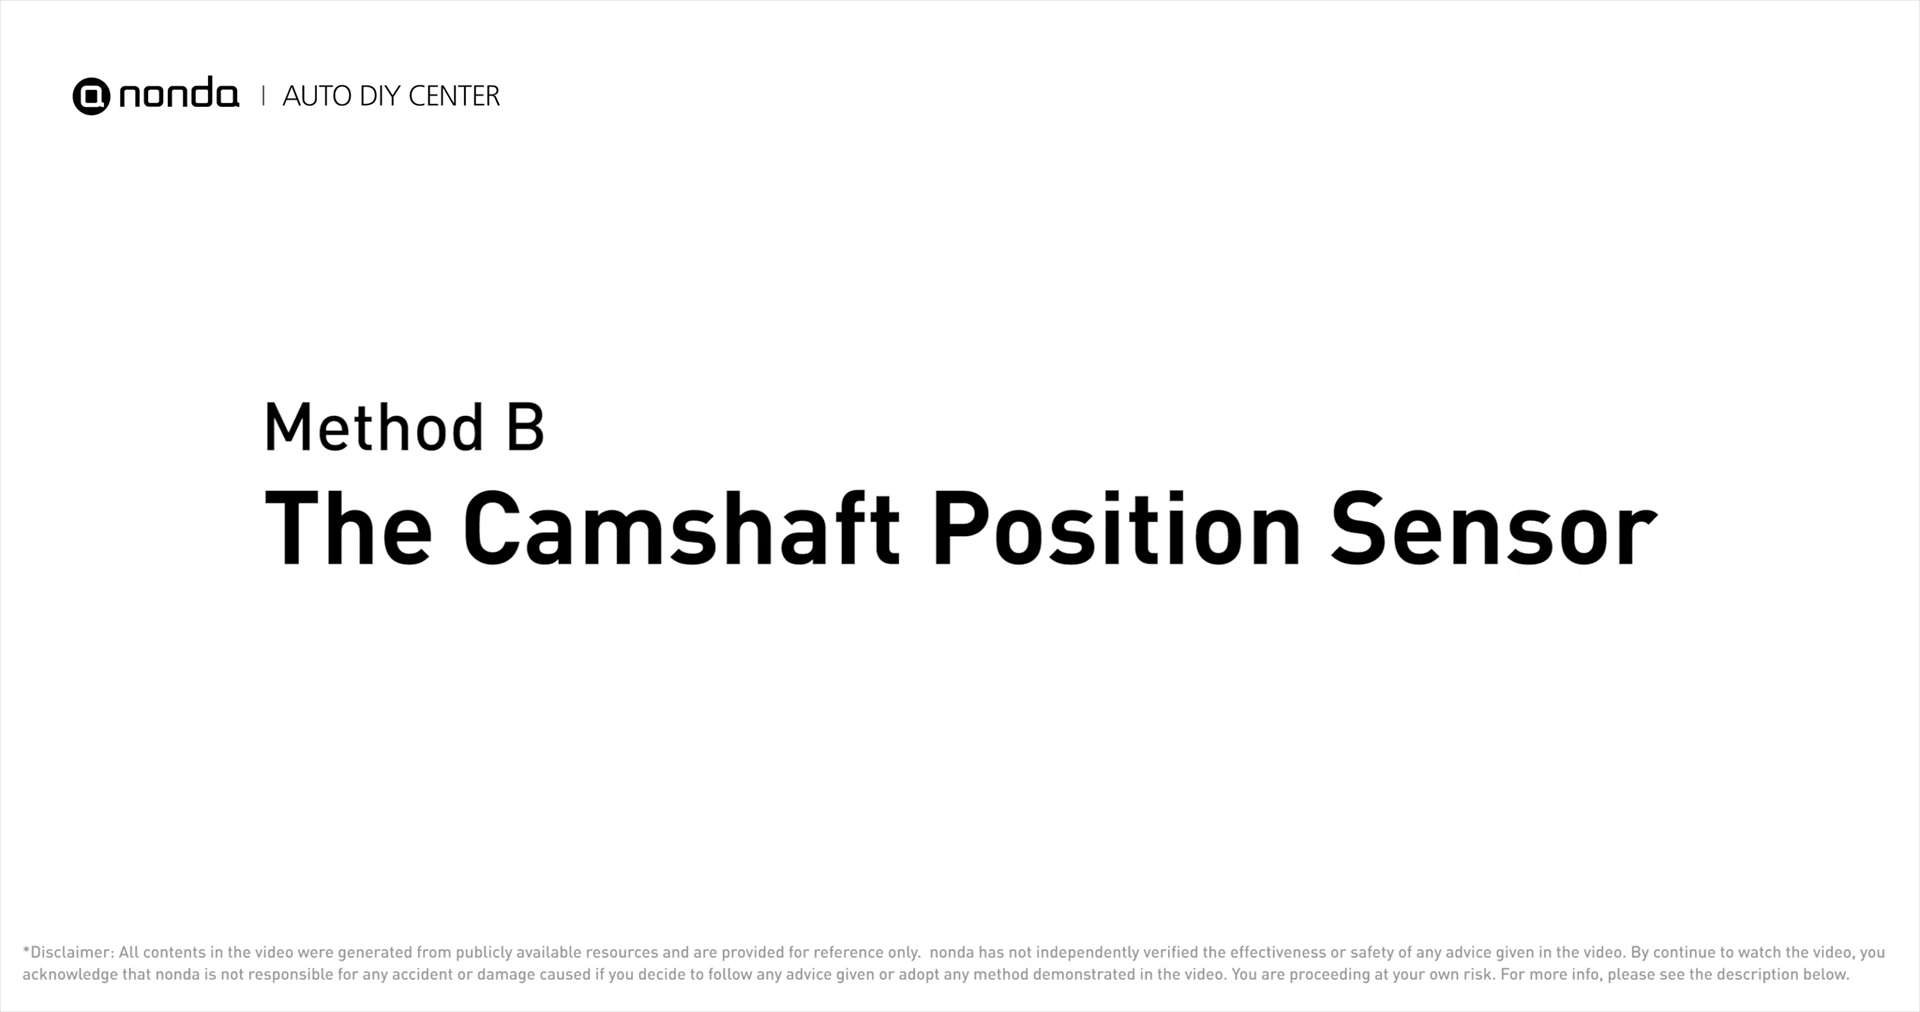 nonda | AUTO DIY CENTER
Method B
The Camshaft Position Sensor
*Disclaimer: All contents in the video were generated from publicly available resources and are provided for reference only.  nonda has not independently verified the effectiveness or safety of any advice given in the video. By continue to watch the video, you
acknowledge that nonda is not responsible for any accident or damage caused if you decide to follow any advice given or adopt any method demonstrated in the video. You are proceeding at your own risk. For more info, please see the description below.